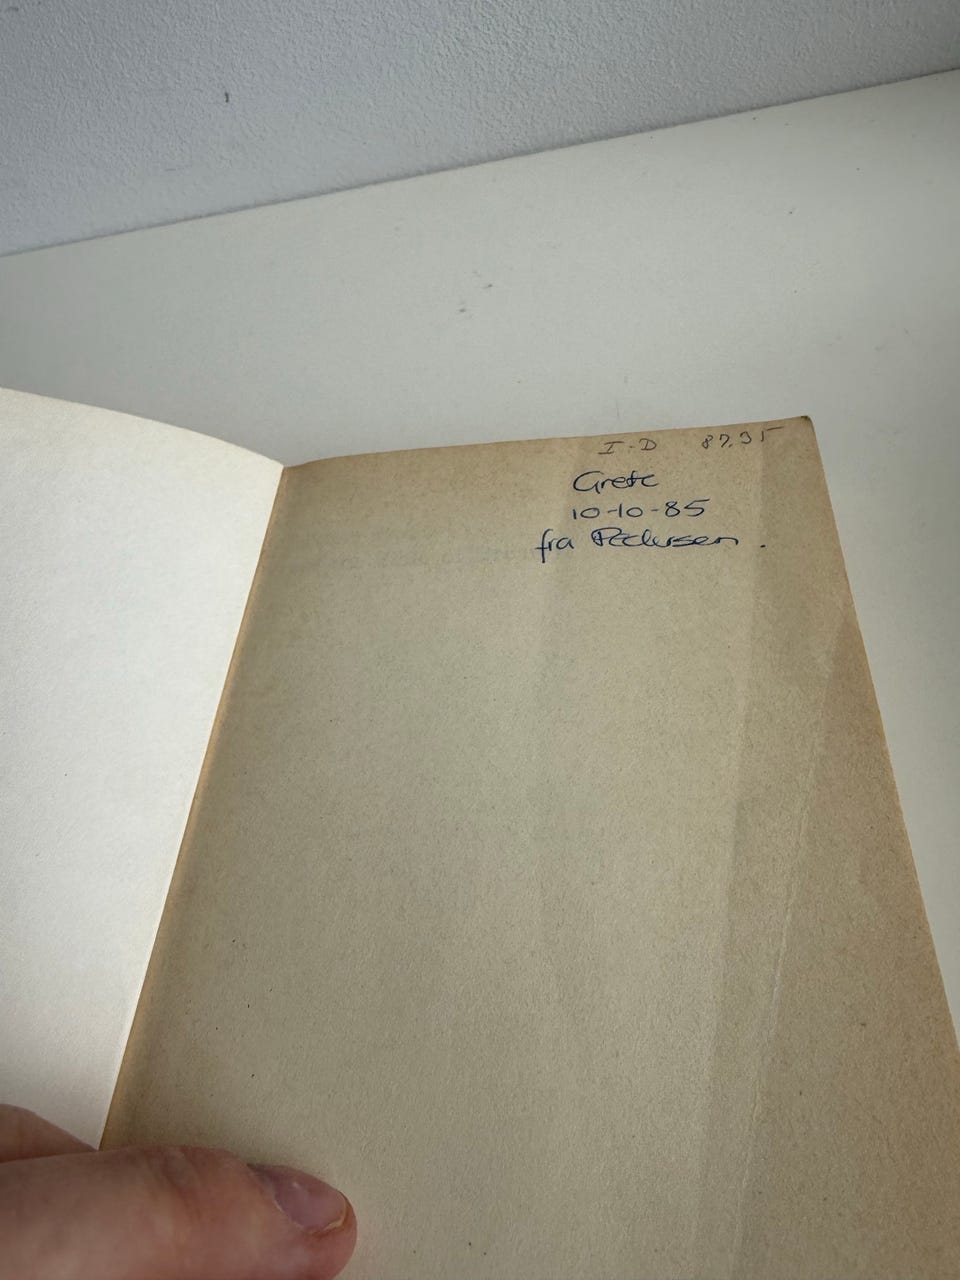 I-D 87.35
Grete
10-10-85
fra Pedersen.